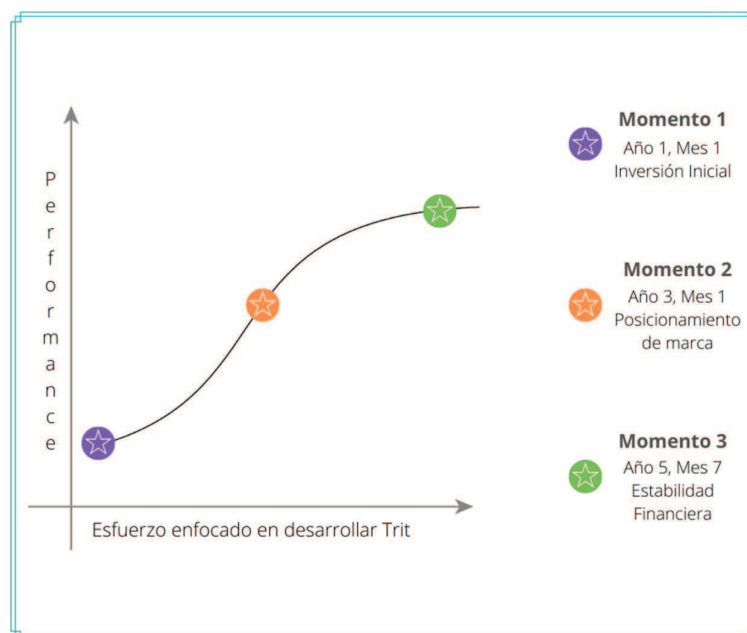 Performance
Esfuerzo enfocado en desarrollar Trit
Momento 1
Año 1, Mes 1
Inversión Inicial
Momento 2
Año 3, Mes 1
Posicionamiento
de marca
Momento 3
Año 5, Mes 7
Estabilidad
Financiera